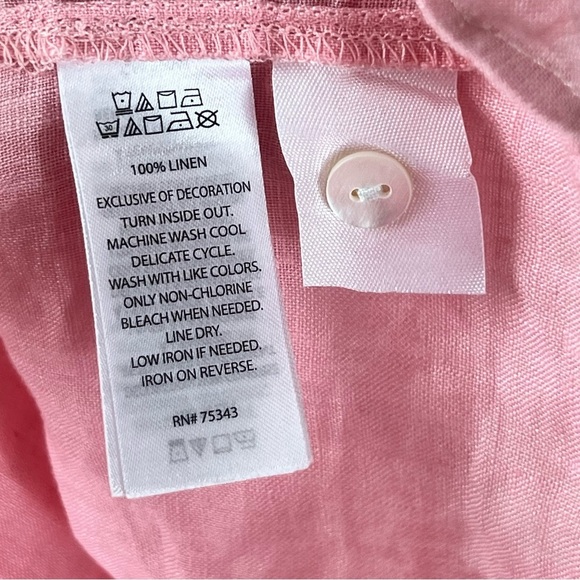 30
100% LINEN
EXCLUSIVE OF DECORATION
TURN INSIDE OUT.
MACHINE WASH COOL
DELICATE CYCLE.
WASH WITH LIKE COLORS.
ONLY NON-CHLORINE
BLEACH WHEN NEEDED.
LINE DRY.
LOW IRON IF NEEDED.
IRON ON REVERSE.
RN# 75343